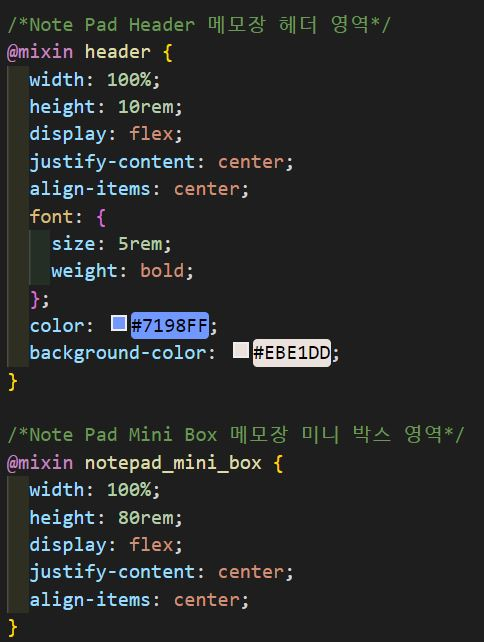 /*Note Pad Header 메모장 헤더 영역*/
@mixin header {
  width: 100%;
  height: 10rem;
  display: flex;
  justify-content: center;
  align-items: center;
  font: {
    size: 5rem;
    weight: bold;
  };
  color: #7198FF;
  background-color: #EBE1DD;
}

/*Note Pad Mini Box 메모장 미니 박스 영역*/
@mixin notepad_mini_box {
  width: 100%;
  height: 80rem;
  display: flex;
  justify-content: center;
  align-items: center;
}